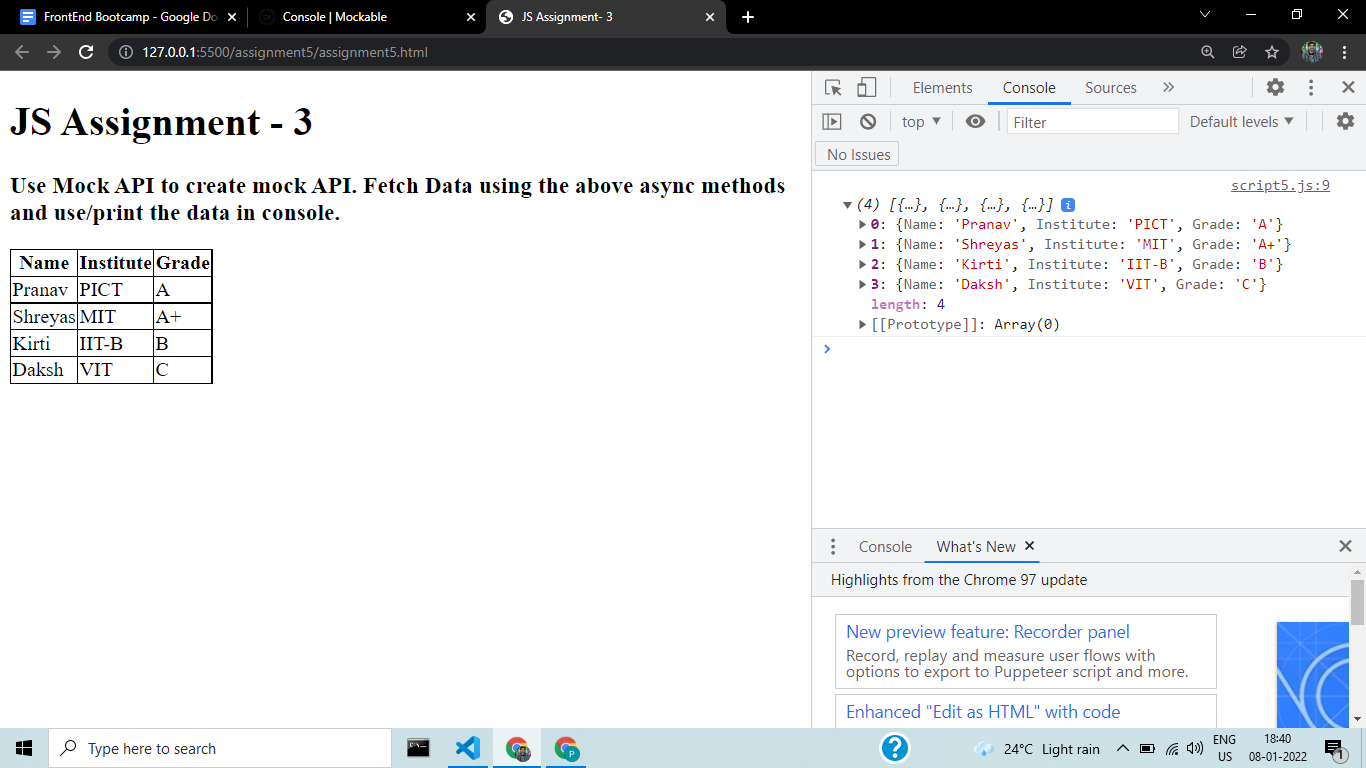 FrontEnd Bootcamp - Google Do
Console | Mockable
JS Assignment- 3
127.0.0.1:5500/assignment5/assignment5.html
JS Assignment - 3
Use Mock API to create mock API. Fetch Data using the above async methods
and use/print the data in console.
Name Institute Grade
Pranav PICT A
Shreyas MIT A+
Kirti IIT-B B
Daksh VIT C
Elements Console Sources »
top ▼ Filter Default levels ▼
No Issues
script5.js:9
▼ (4) [{…}, {…}, {…}, {…}] i
▶ 0: {Name: 'Pranav', Institute: 'PICT', Grade: 'A'}
▶ 1: {Name: 'Shreyas', Institute: 'MIT', Grade: 'A+'}
▶ 2: {Name: 'Kirti', Institute: 'IIT-B', Grade: 'B'}
▶ 3: {Name: 'Daksh', Institute: 'VIT', Grade: 'C'}
length: 4
▶ [[Prototype]]: Array(0)
>
Console What's New
Highlights from the Chrome 97 update
New preview feature: Recorder panel
Record, replay and measure user flows with
options to export to Puppeteer script and more.
Enhanced "Edit as HTML" with code
Type here to search
P
?
24°C Light rain
ENG
US
18:40
08-01-2022
1